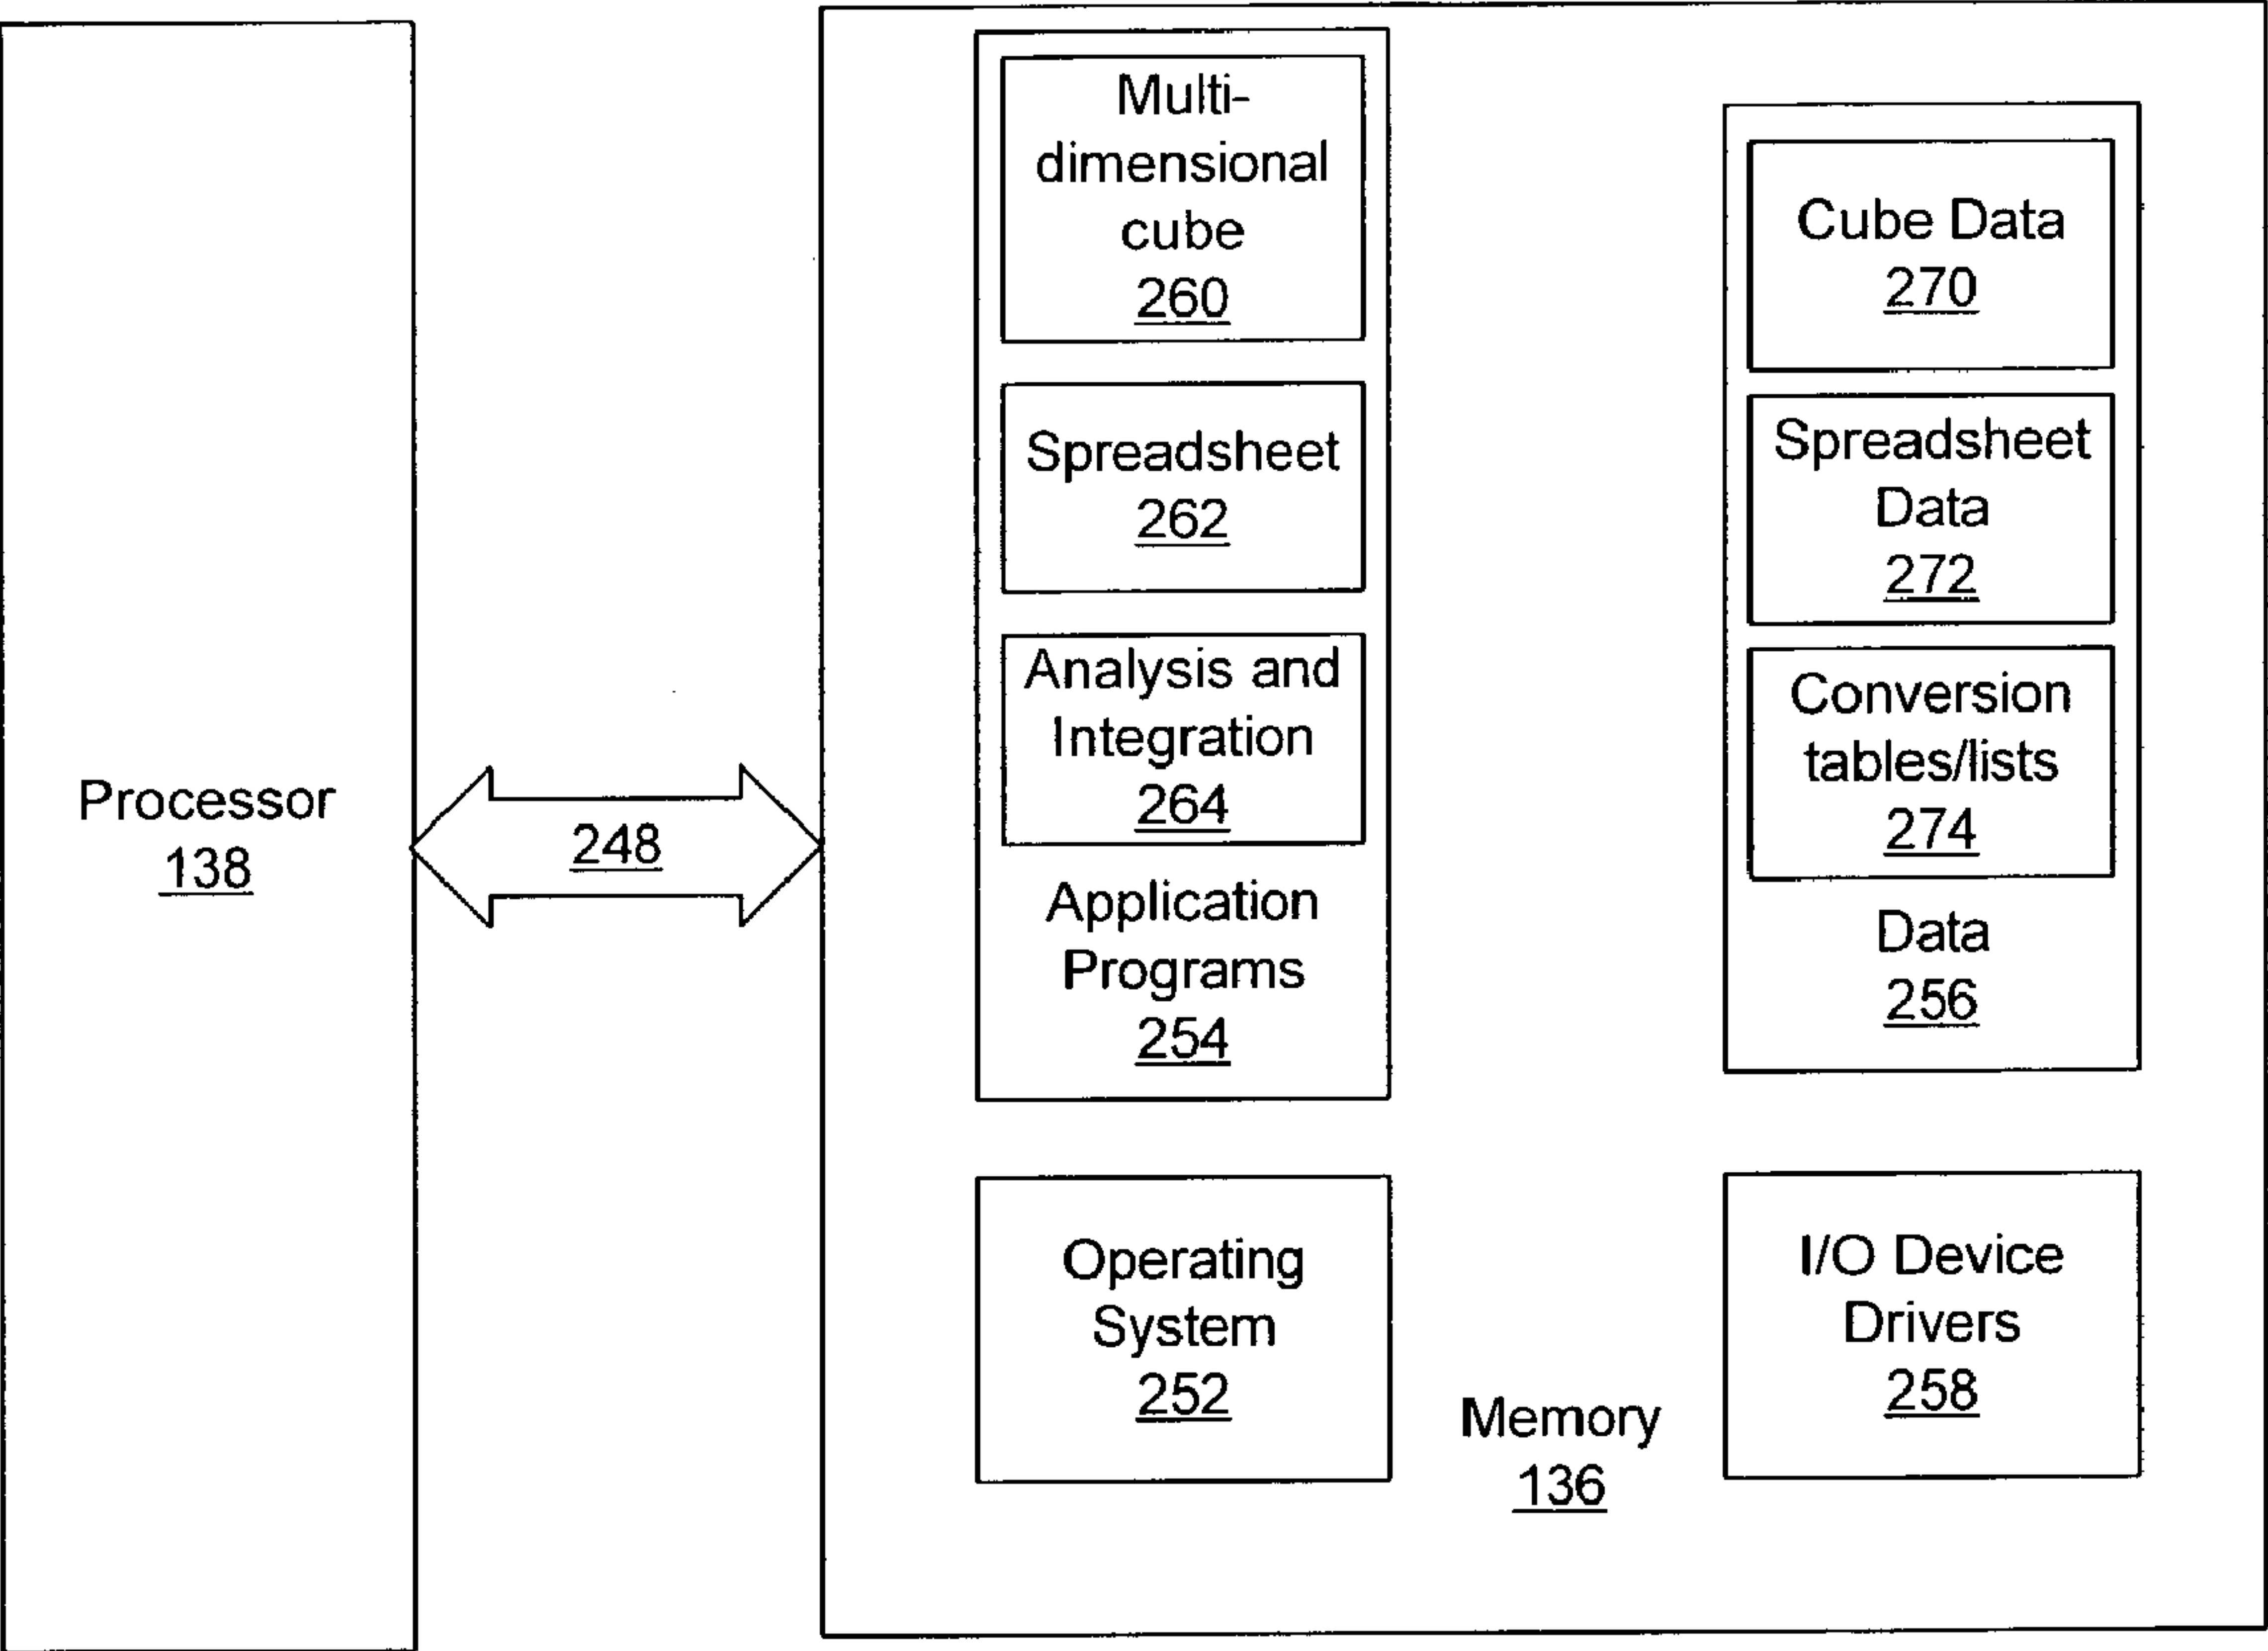 Processor
138
248
Multi-
dimensional
cube
260
Spreadsheet
262
Analysis and
Integration
264
Application
Programs
254
Operating
System
252
Memory
136
Cube Data
270
Spreadsheet
Data
272
Conversion
tables/lists
274
Data
256
I/O Device
Drivers
258